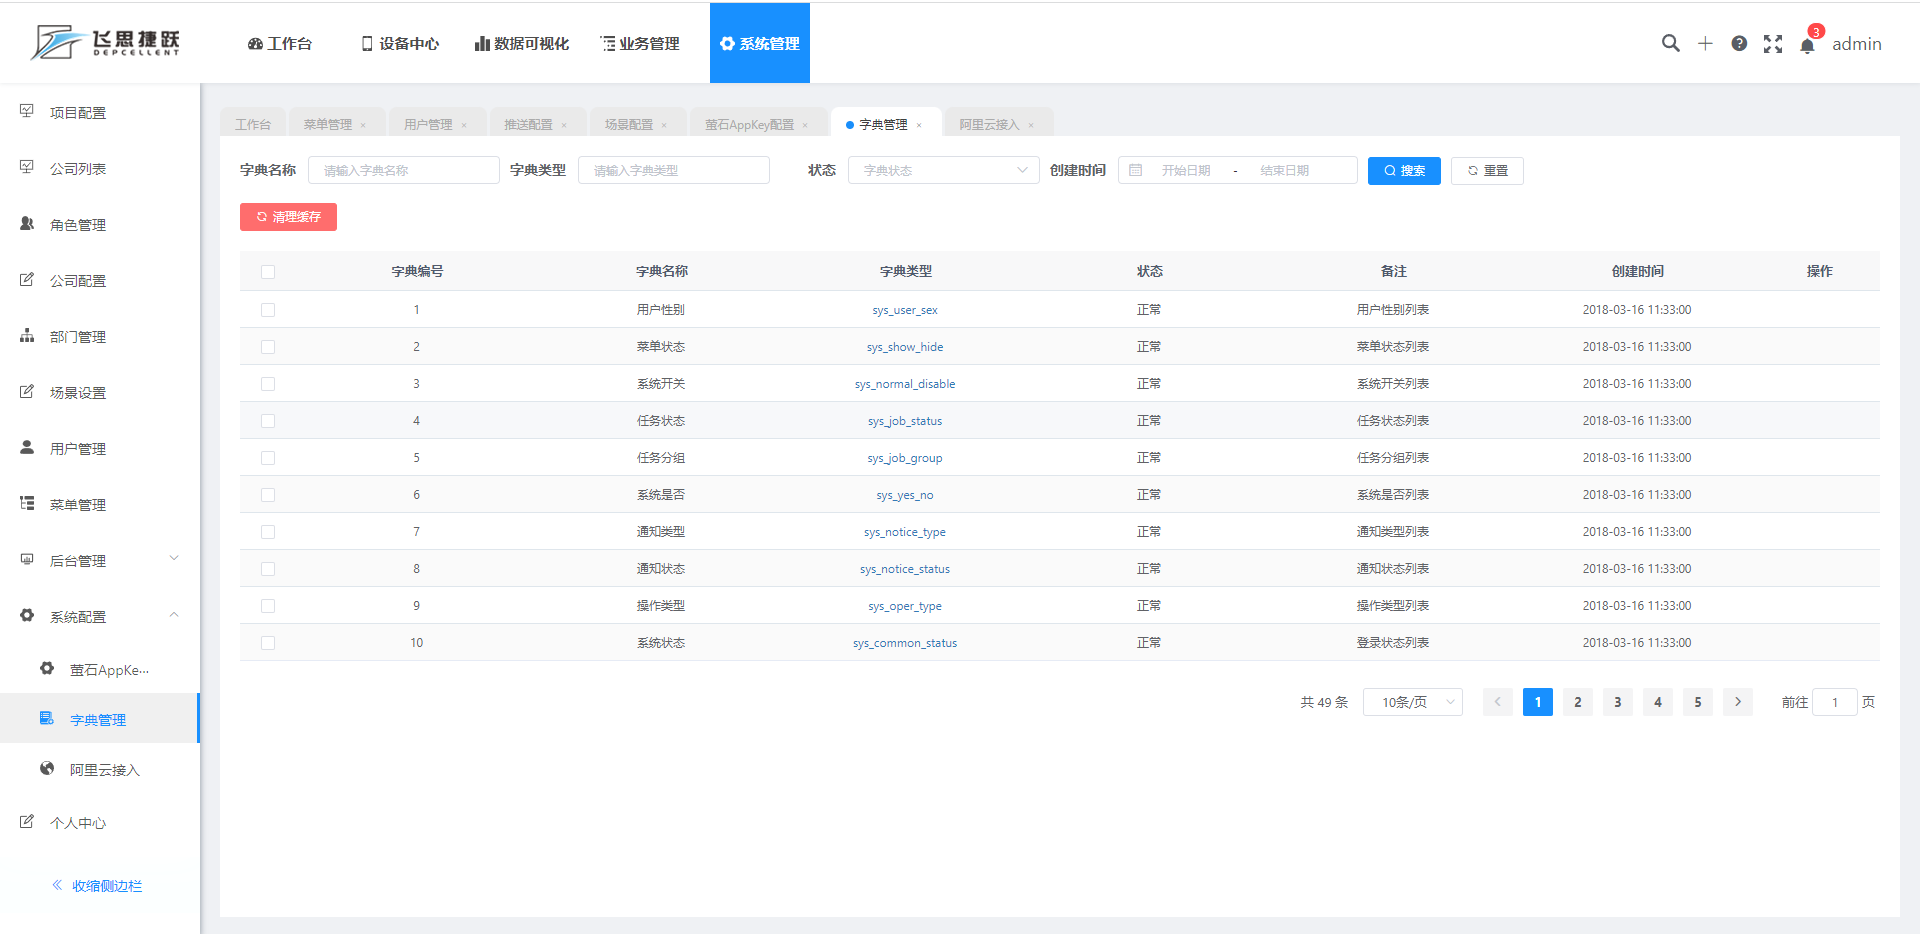 飞思捷跃
DEPCELLENT
工作台 设备中心 数据可视化 业务管理 系统管理
3
admin
项目配置
公司列表
角色管理
公司配置
部门管理
场景设置
用户管理
菜单管理
后台管理
系统配置
萤石AppKe...
字典管理
阿里云接入
个人中心
收缩侧边栏
工作台 菜单管理 × 用户管理 × 推送配置 × 场景配置 × 萤石AppKey配置 × 字典管理 × 阿里云接入 ×
字典名称 请输入字典名称 字典类型 请输入字典类型 状态 字典状态 创建时间 开始日期 - 结束日期 搜索 重置
清理缓存
字典编号 字典名称 字典类型 状态 备注 创建时间 操作
1 用户性别 sys_user_sex 正常 用户性别列表 2018-03-16 11:33:00
2 菜单状态 sys_show_hide 正常 菜单状态列表 2018-03-16 11:33:00
3 系统开关 sys_normal_disable 正常 系统开关列表 2018-03-16 11:33:00
4 任务状态 sys_job_status 正常 任务状态列表 2018-03-16 11:33:00
5 任务分组 sys_job_group 正常 任务分组列表 2018-03-16 11:33:00
6 系统是否 sys_yes_no 正常 系统是否列表 2018-03-16 11:33:00
7 通知类型 sys_notice_type 正常 通知类型列表 2018-03-16 11:33:00
8 通知状态 sys_notice_status 正常 通知状态列表 2018-03-16 11:33:00
9 操作类型 sys_oper_type 正常 操作类型列表 2018-03-16 11:33:00
10 系统状态 sys_common_status 正常 登录状态列表 2018-03-16 11:33:00
共 49 条 10条/页 1 2 3 4 5 前往 1 页